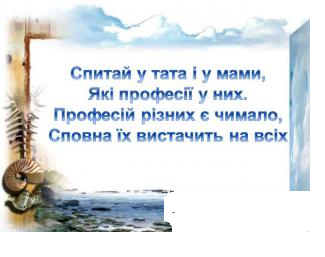 Спитай у тата і у мами,
Які професії у них.
Професій різних є чимало,
Сповна їх вистачить на всіх